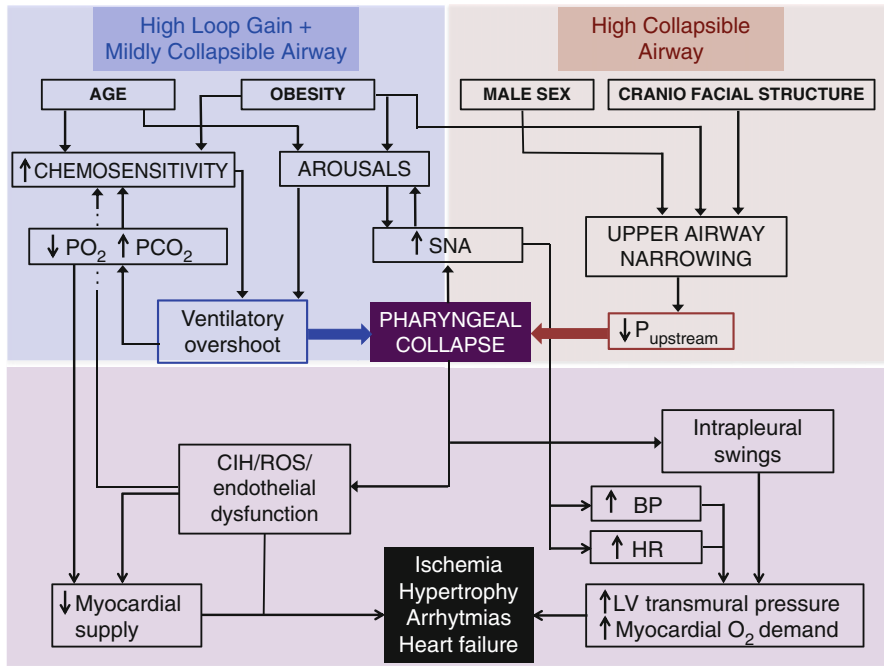 High Loop Gain +
Mildly Collapsible Airway
High Collapsible
Airway
AGE
OBESITY
MALE SEX
CRANIO FACIAL STRUCTURE
↑ CHEMOSENSITIVITY
AROUSALS
↓ PO₂ ↑ PCO₂
↑ SNA
UPPER AIRWAY
NARROWING
Ventilatory
overshoot
PHARYNGEAL
COLLAPSE
↓ Pupstream
CIH/ROS/
endothelial
dysfunction
Intrapleural
swings
↑ BP
↑ HR
Ischemia
Hypertrophy
Arrhytmias
Heart failure
↓ Myocardial
supply
↑ LV transmural pressure
↑ Myocardial O₂ demand